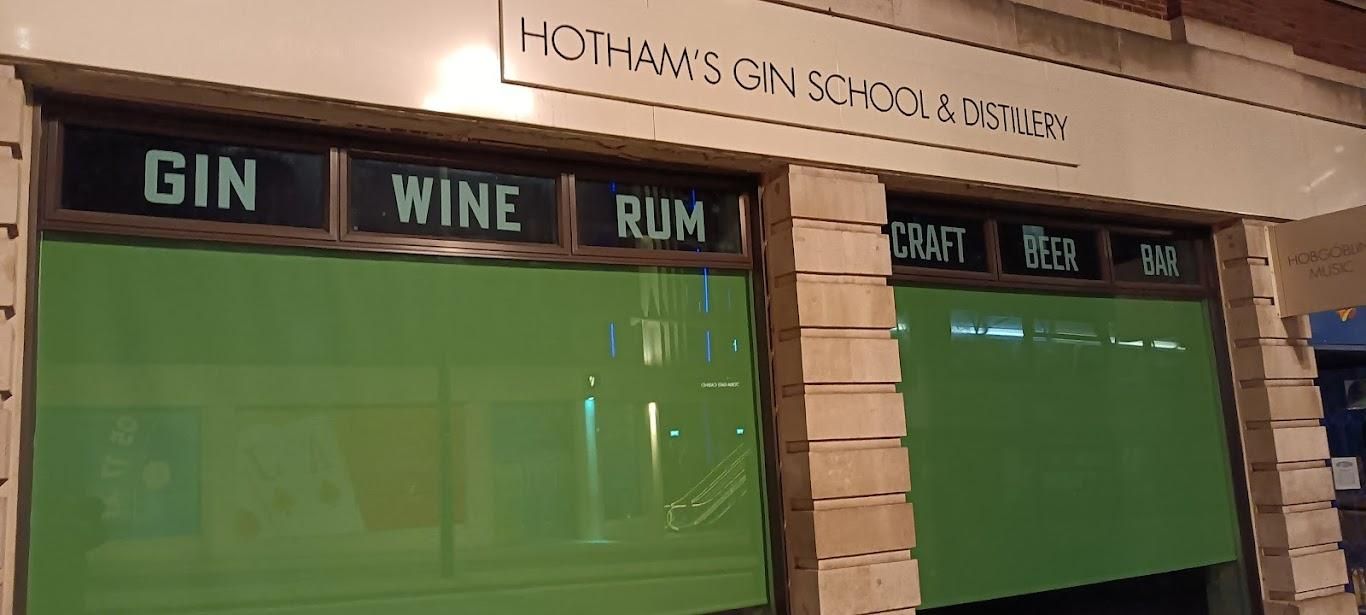 HOTHAM'S GIN SCHOOL & DISTILLERY
GIN WINE RUM CRAFT BEER BAR
HOBGOBLIN
MUSIC